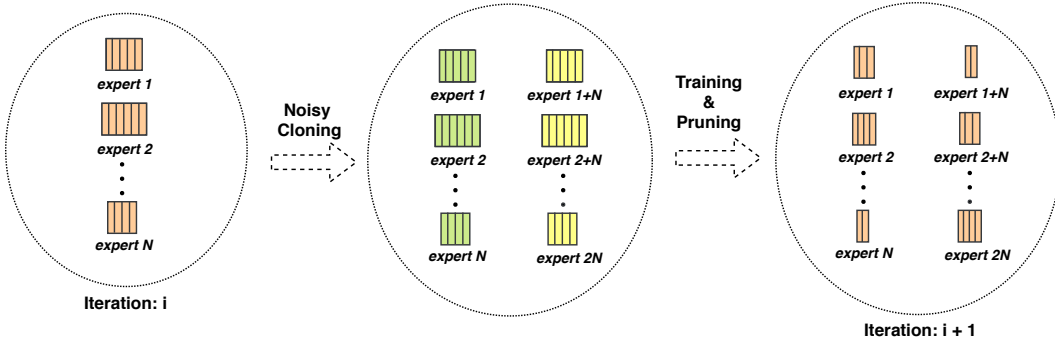 expert 1
expert 2
expert N
Iteration: i
Noisy
Cloning
expert 1
expert 1+N
expert 2
expert 2+N
expert N
expert 2N
Training
&
Pruning
expert 1
expert 1+N
expert 2
expert 2+N
expert N
expert 2N
Iteration: i + 1